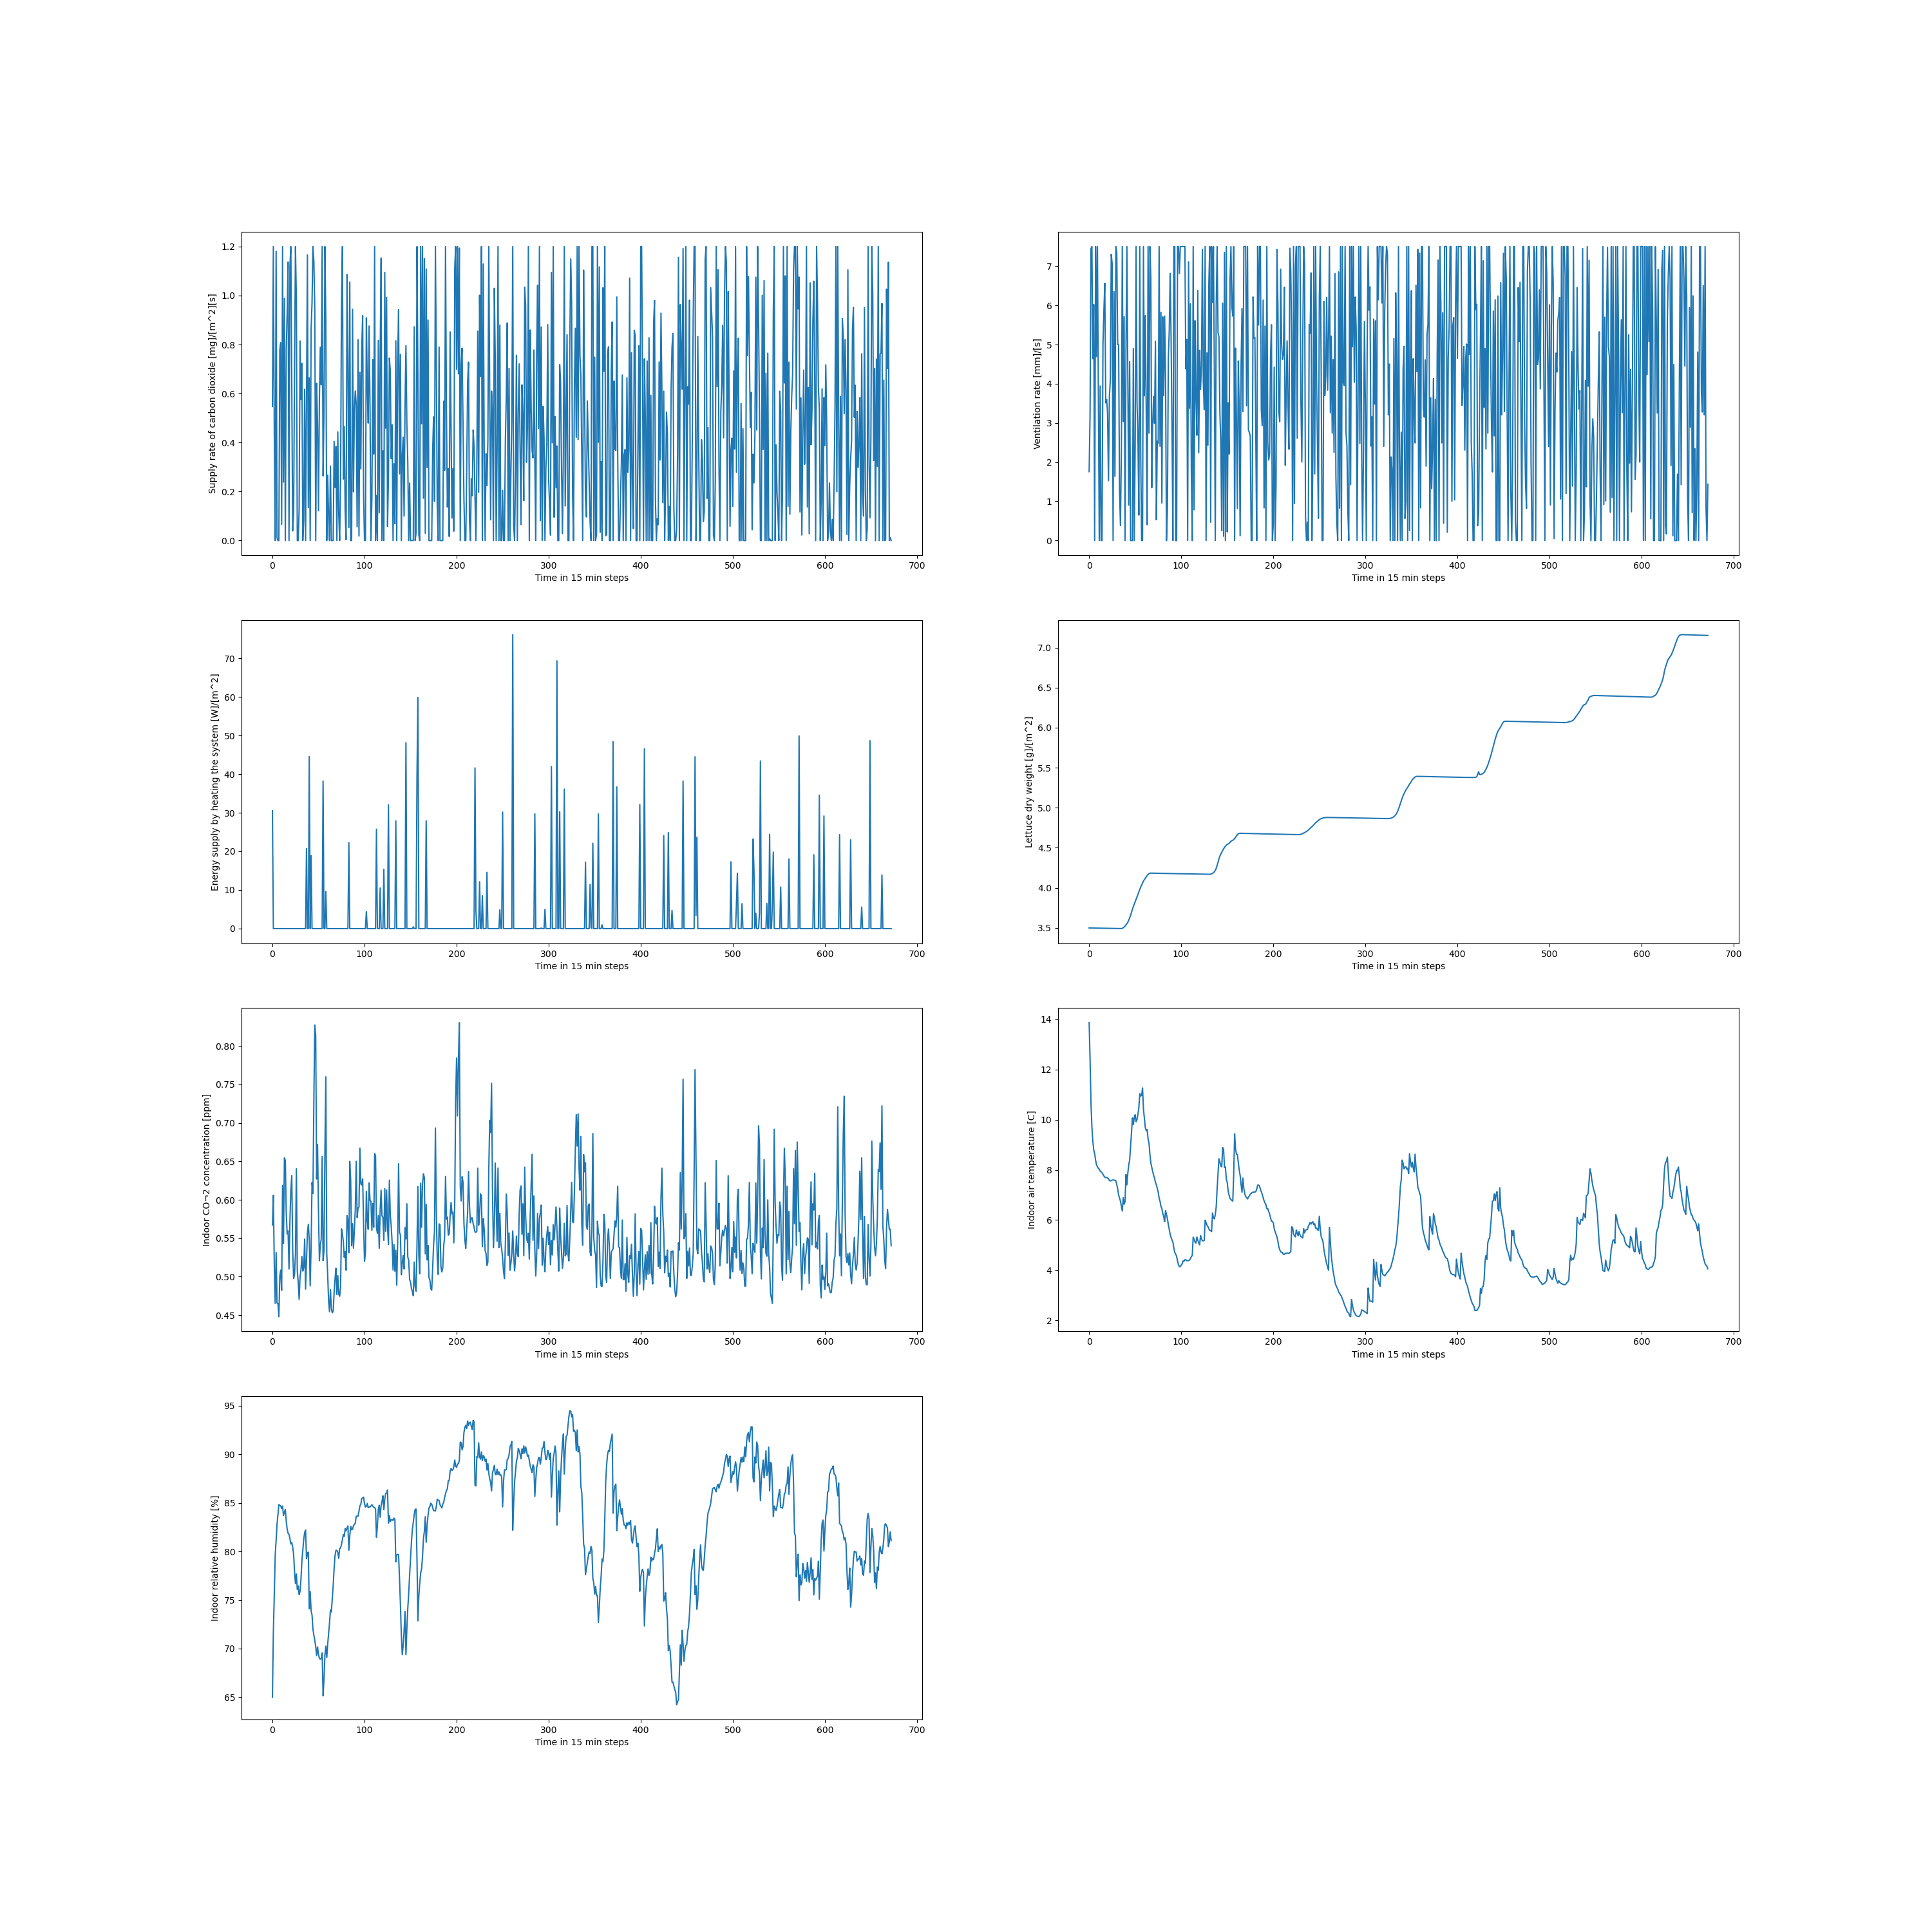 Supply rate of carbon dioxide [mg]/[m^2][s]
1.2
1.0
0.8
0.6
0.4
0.2
0.0
0 100 200 300 400 500 600 700
Time in 15 min steps
Ventilation rate [mm]/[s]
7
6
5
4
3
2
1
0
0 100 200 300 400 500 600 700
Time in 15 min steps
Energy supply by heating the system [W]/[m^2]
70
60
50
40
30
20
10
0
0 100 200 300 400 500 600 700
Time in 15 min steps
Lettuce dry weight [g]/[m^2]
7.0
6.5
6.0
5.5
5.0
4.5
4.0
3.5
0 100 200 300 400 500 600 700
Time in 15 min steps
Indoor CO¬2 concentration [ppm]
0.80
0.75
0.70
0.65
0.60
0.55
0.50
0.45
0 100 200 300 400 500 600 700
Time in 15 min steps
Indoor air temperature [C]
14
12
10
8
6
4
2
0 100 200 300 400 500 600 700
Time in 15 min steps
Indoor relative humidity [%]
95
90
85
80
75
70
65
0 100 200 300 400 500 600 700
Time in 15 min steps